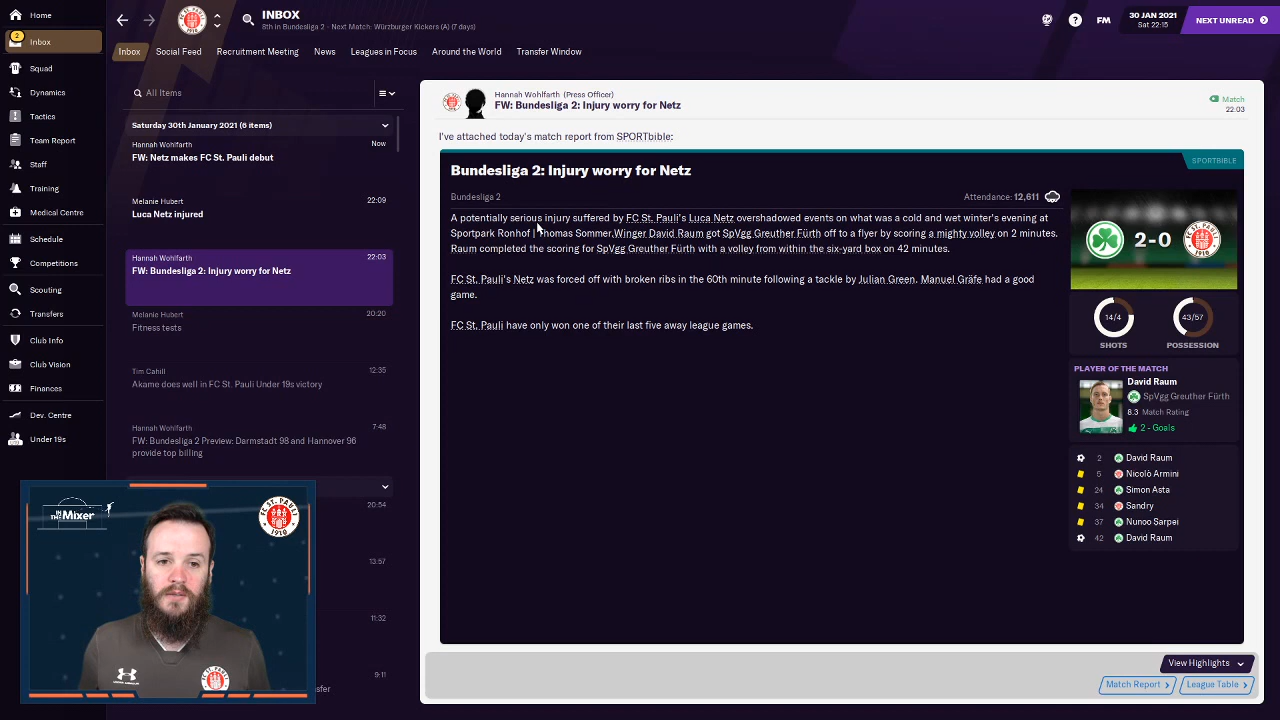 Home
2
Inbox
Squad
Dynamics
Tactics
Team Report
Staff
Training
Medical Centre
Schedule
Competitions
Scouting
Transfers
Club Info
Club Vision
Finances
Dev. Centre
Under 19s
INBOX
8th in Bundesliga 2 - Next Match: Würzburger Kickers (A) (7 days)
?
FM
30 JAN 2021
Sat 22:15
NEXT UNREAD
Inbox
Social Feed
Recruitment Meeting
News
Leagues in Focus
Around the World
Transfer Window
All Items
Saturday 30th January 2021 (6 items)
Hannah Wohlfarth Now
FW: Netz makes FC St. Pauli debut
Melanie Hubert 22:09
Luca Netz injured
Hannah Wohlfarth 22:03
FW: Bundesliga 2: Injury worry for Netz
Melanie Hubert 20:20
Fitness tests
Tim Cahill 12:35
Akame does well in FC St. Pauli Under 19s victory
Hannah Wohlfarth 7:48
FW: Bundesliga 2 Preview: Darmstadt 98 and Hannover 96
provide top billing
20:54
13:57
11:32
9:11
Hannah Wohlfarth (Press Officer)
FW: Bundesliga 2: Injury worry for Netz
Match
22:03
I've attached today's match report from SPORTbible:
SPORTBIBLE
Bundesliga 2: Injury worry for Netz
Bundesliga 2
Attendance: 12,611
A potentially serious injury suffered by FC St. Pauli's Luca Netz overshadowed events on what was a cold and wet winter's evening at
Sportpark Ronhof | Thomas Sommer.Winger David Raum got SpVgg Greuther Fürth off to a flyer by scoring a mighty volley on 2 minutes.
Raum completed the scoring for SpVgg Greuther Fürth with a volley from within the six-yard box on 42 minutes.
FC St. Pauli's Netz was forced off with broken ribs in the 60th minute following a tackle by Julian Green. Manuel Gräfe had a good
game.
FC St. Pauli have only won one of their last five away league games.
2-0
14/4
SHOTS
43/57
POSSESSION
PLAYER OF THE MATCH
David Raum
SpVgg Greuther Fürth
8.3 Match Rating
2 - Goals
2 David Raum
5 Nicolò Armini
24 Simon Asta
34 Sandry
37 Nunoo Sarpei
42 David Raum
View Highlights
Match Report
League Table
IN THE Mixer
FC ST. PAULI
1910
UNDER ARMOUR